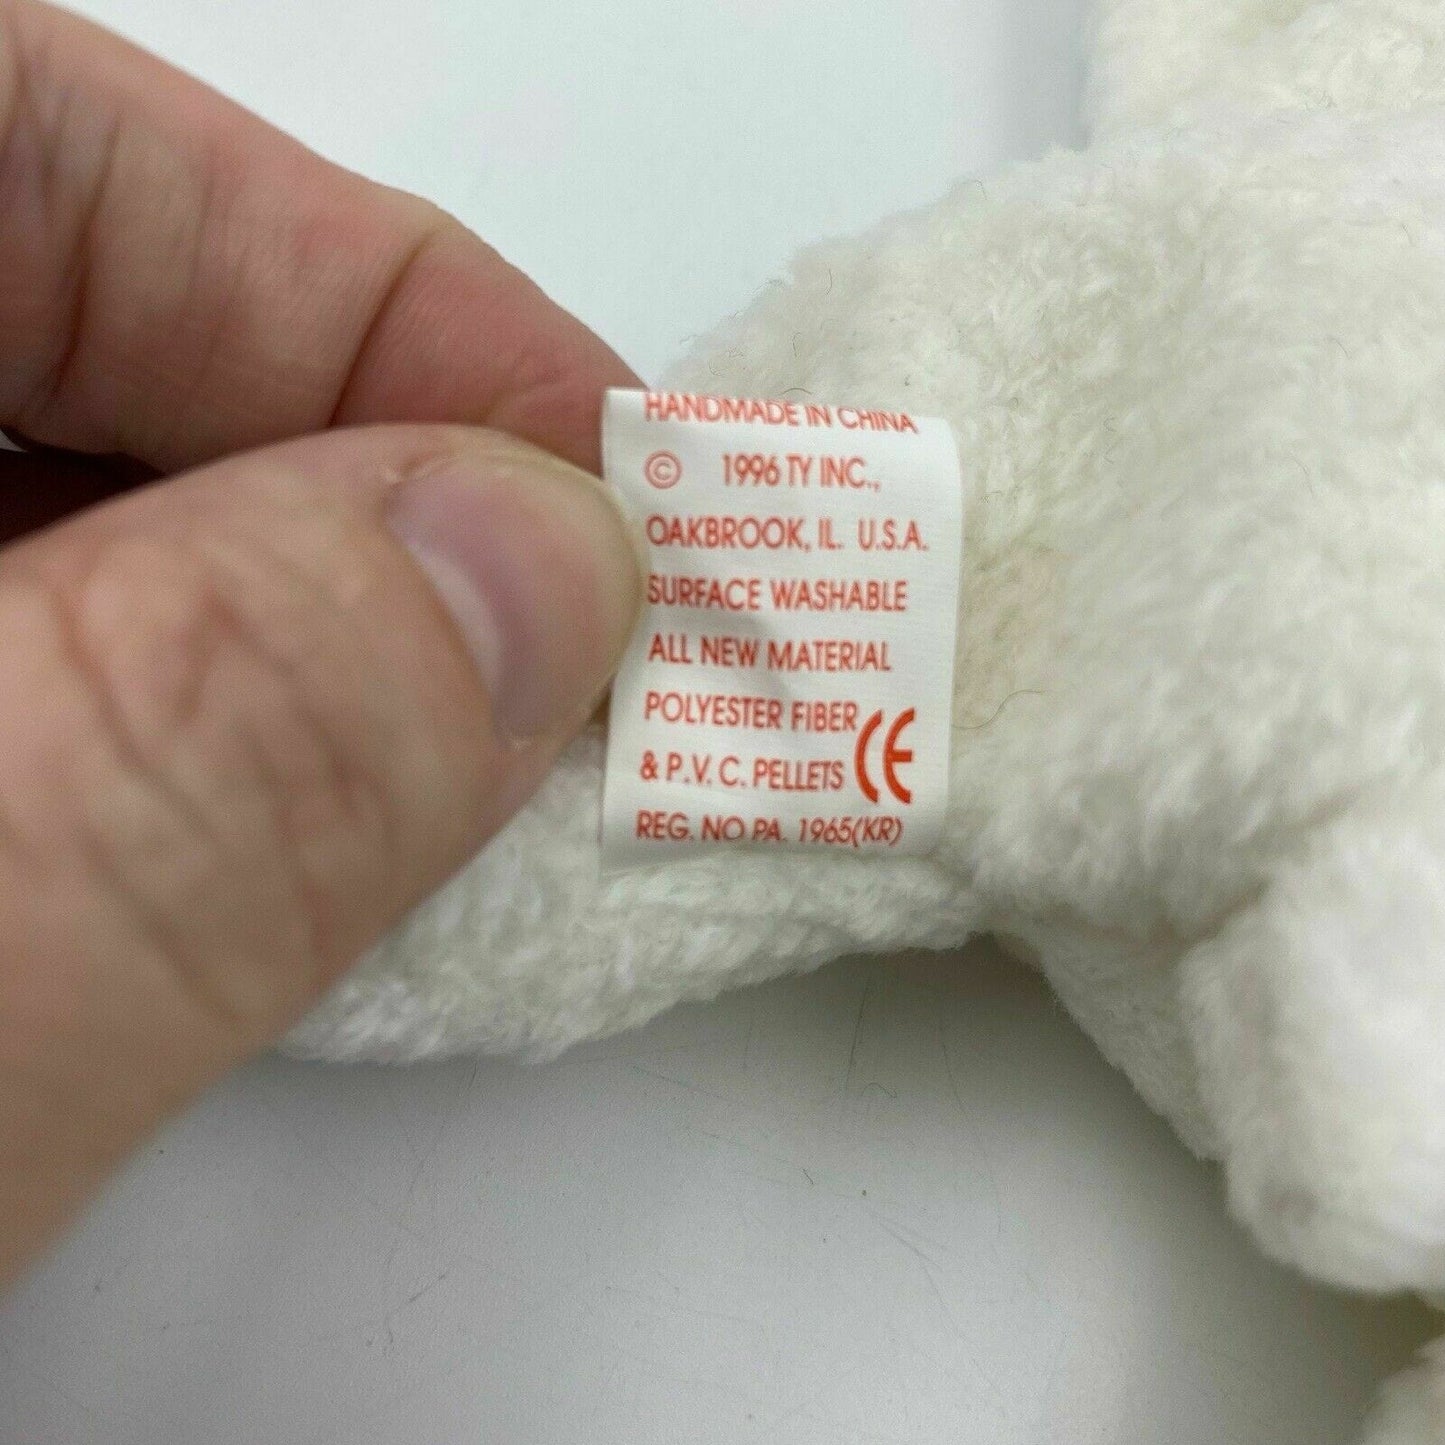 HANDMADE IN CHINA
© 1996 TY INC.,
OAKBROOK, IL. U.S.A.
SURFACE WASHABLE
ALL NEW MATERIAL
POLYESTER FIBER
& P.V.C. PELLETS CE
REG. NO PA. 1965(KR)